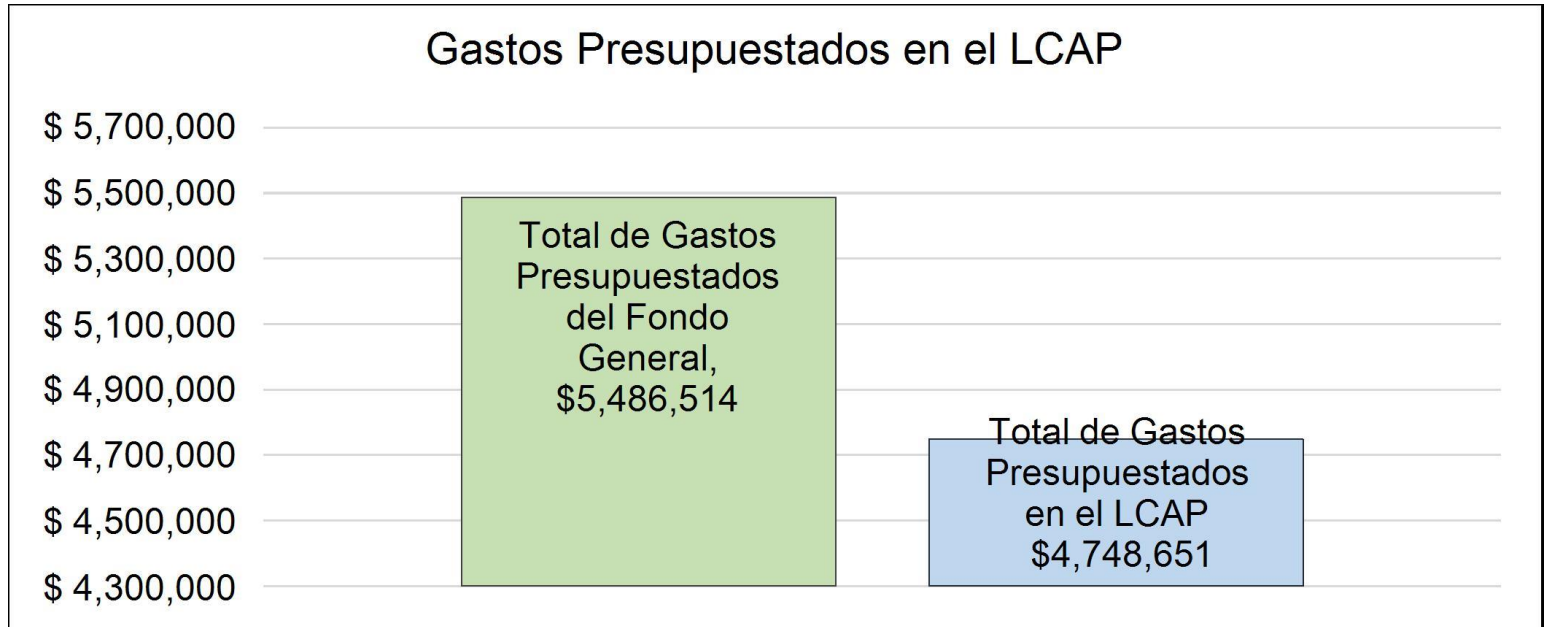 Gastos Presupuestados en el LCAP
$ 5,700,000
$ 5,500,000
$ 5,300,000
$ 5,100,000
$ 4,900,000
$ 4,700,000
$ 4,500,000
$ 4,300,000
Total de Gastos
Presupuestados
del Fondo
General,
$5,486,514
Total de Gastos
Presupuestados
en el LCAP
$4,748,651